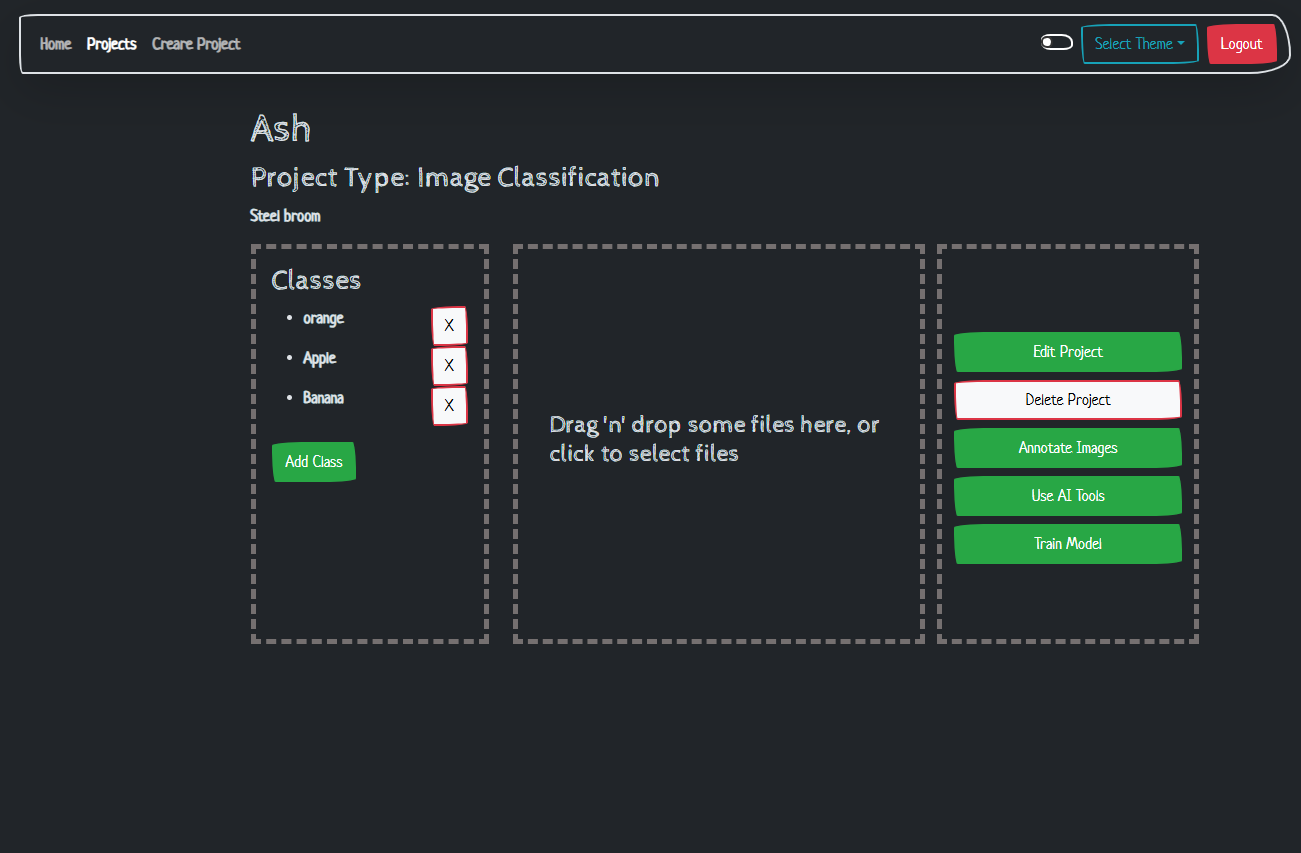 Home Projects Creare Project Select Theme Logout
Ash
Project Type: Image Classification
Steel broom
Classes
orange X
Apple X
Banana X
Add Class
Drag 'n' drop some files here, or
click to select files
Edit Project
Delete Project
Annotate Images
Use AI Tools
Train Model